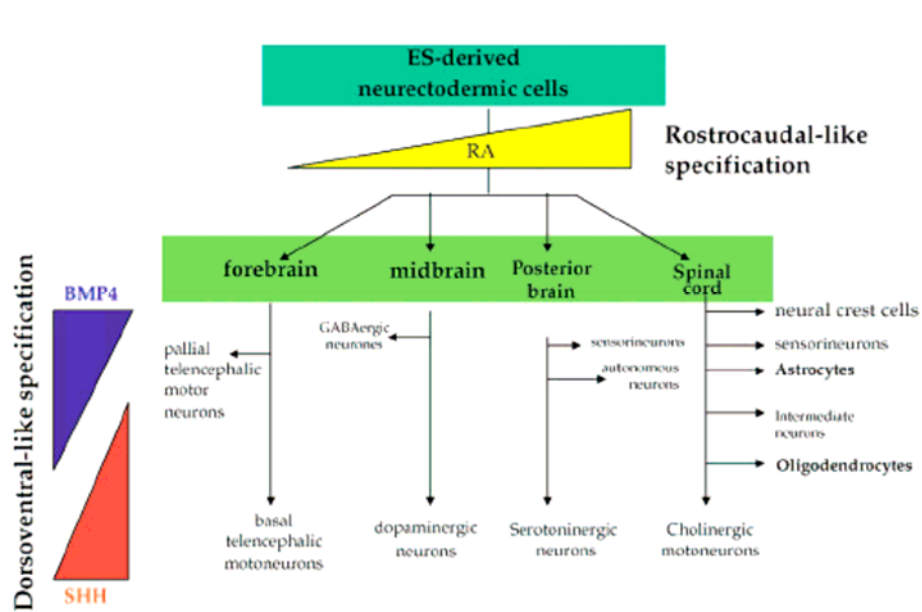 ES-derived
neurectodermic cells
RA
Rostrocaudal-like
specification
forebrain
midbrain
Posterior
brain
Spinal
cord
Dorsoventral-like specification
BMP4
SHH
pallial
telencephalic
motor
neurons
GABAergic
neurones
sensorineurons
autonomous
neurons
neural crest cells
sensorineurons
Astrocytes
Intermediate
neurons
Oligodendrocytes
basal
telencephalic
motoneurons
dopaminergic
neurons
Serotoninergic
neurons
Cholinergic
motoneurons